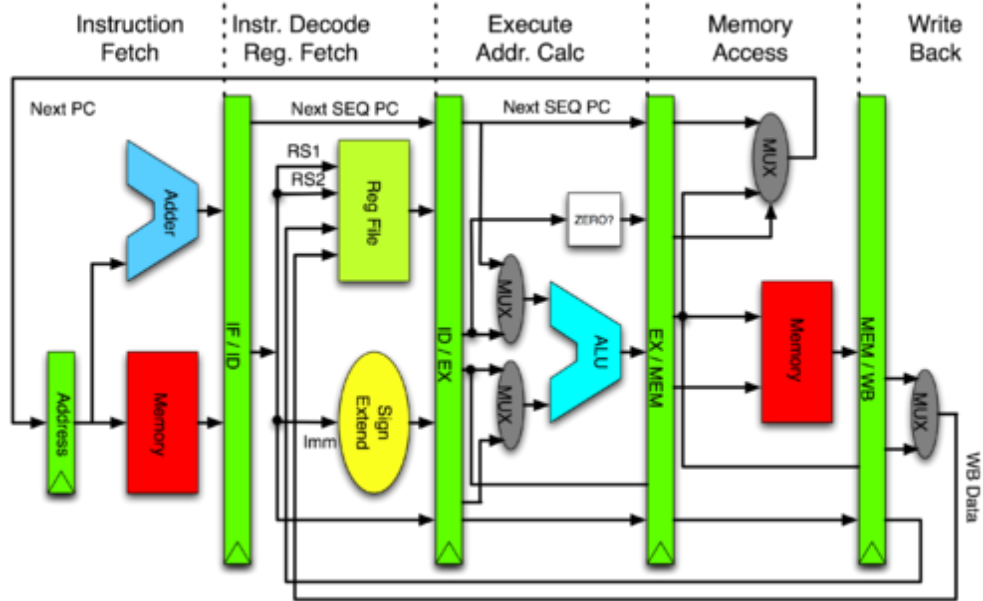 Instruction
Fetch
Instr. Decode
Reg. Fetch
Execute
Addr. Calc
Memory
Access
Write
Back
Next PC
Next SEQ PC
Next SEQ PC
MUX
RS1
RS2
Reg File
Adder
ZERO?
MUX
IF / ID
ID / EX
ALU
EX / MEM
Memory
MEM / WB
Address
Memory
Sign
Extend
Imm
MUX
MUX
WB Data